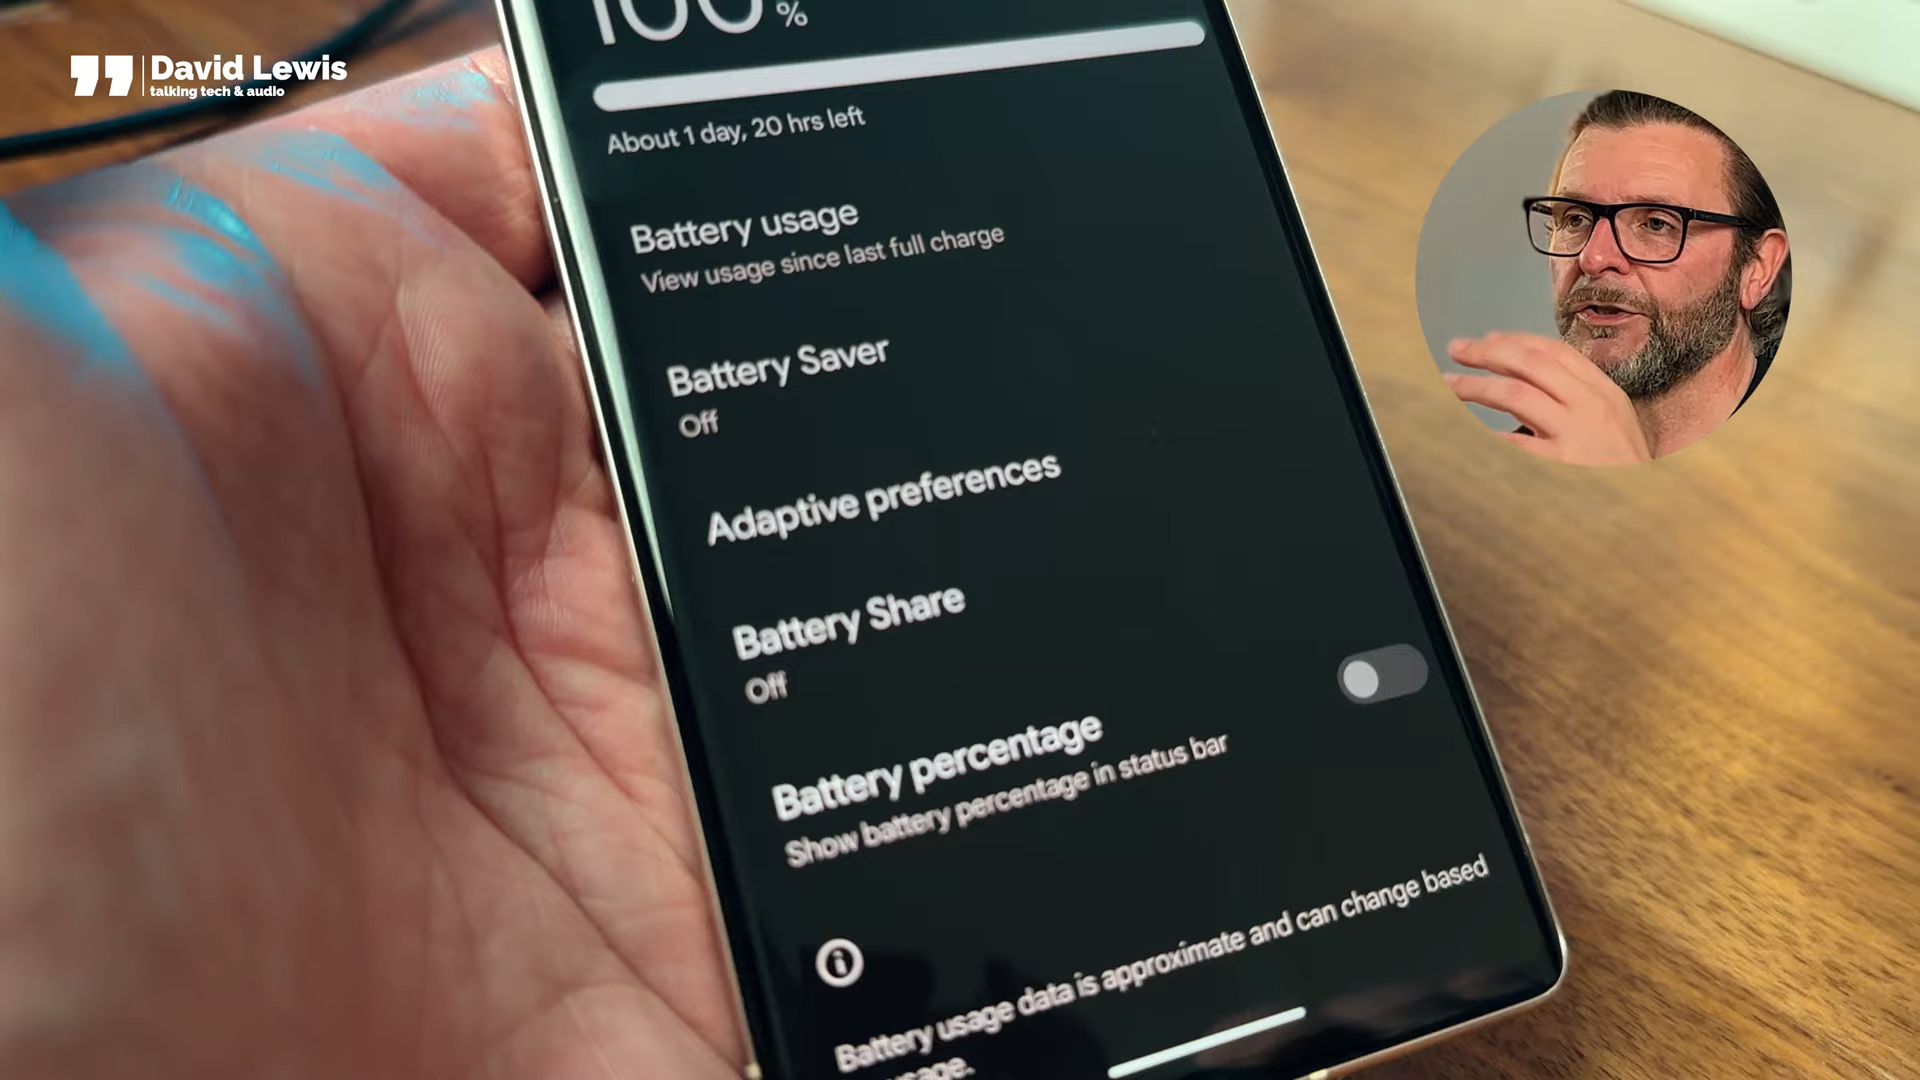 David Lewis
talking tech & audio
100%
About 1 day, 20 hrs left
Battery usage
View usage since last full charge
Battery Saver
Off
Adaptive preferences
Battery Share
Off
Battery percentage
Show battery percentage in status bar
Battery usage data is approximate and can change based
usage.